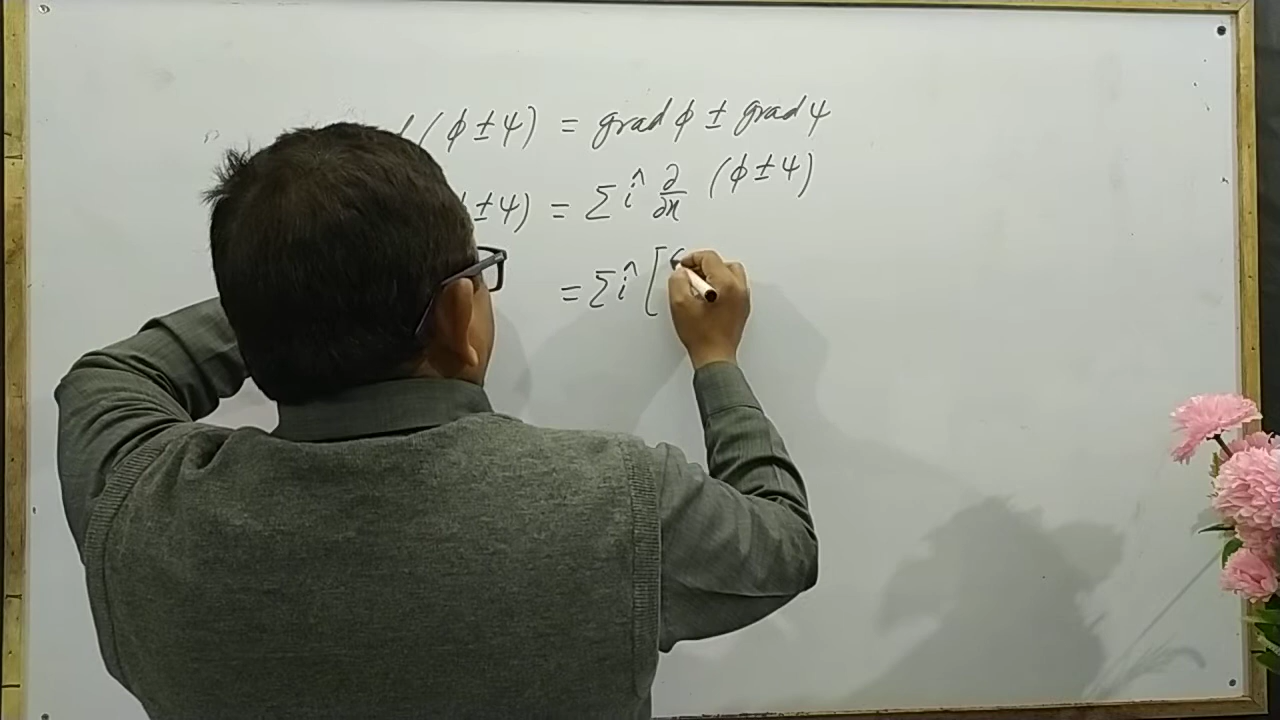 (ϕ ± ψ) = grad ϕ ± grad ψ
± ψ) = Σ î ∂/∂x (ϕ ± ψ)
= Σ î [